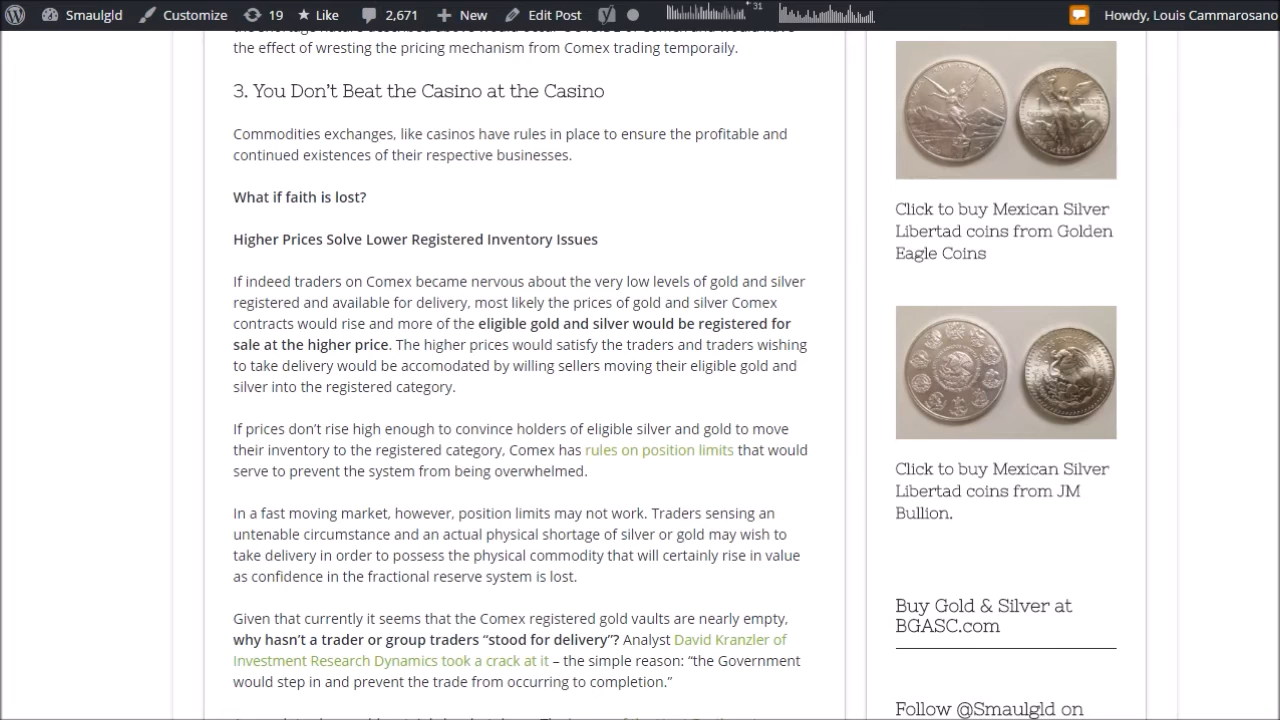 Smaulgld
Customize
19
Like
2,671
New
Edit Post
31
Howdy, Louis Cammarosano
the effect of wresting the pricing mechanism from Comex trading temporaily.
3. You Don’t Beat the Casino at the Casino
Commodities exchanges, like casinos have rules in place to ensure the profitable and
continued existences of their respective businesses.
What if faith is lost?
Higher Prices Solve Lower Registered Inventory Issues
If indeed traders on Comex became nervous about the very low levels of gold and silver
registered and available for delivery, most likely the prices of gold and silver Comex
contracts would rise and more of the eligible gold and silver would be registered for
sale at the higher price. The higher prices would satisfy the traders and traders wishing
to take delivery would be accomodated by willing sellers moving their eligible gold and
silver into the registered category.
If prices don’t rise high enough to convince holders of eligible silver and gold to move
their inventory to the registered category, Comex has rules on position limits that would
serve to prevent the system from being overwhelmed.
In a fast moving market, however, position limits may not work. Traders sensing an
untenable circumstance and an actual physical shortage of silver or gold may wish to
take delivery in order to possess the physical commodity that will certainly rise in value
as confidence in the fractional reserve system is lost.
Given that currently it seems that the Comex registered gold vaults are nearly empty,
why hasn’t a trader or group traders “stood for delivery”? Analyst David Kranzler of
Investment Research Dynamics took a crack at it – the simple reason: “the Government
would step in and prevent the trade from occurring to completion.”
Click to buy Mexican Silver
Libertad coins from Golden
Eagle Coins
Click to buy Mexican Silver
Libertad coins from JM
Bullion.
Buy Gold & Silver at
BGASC.com
Follow @Smaulgld on